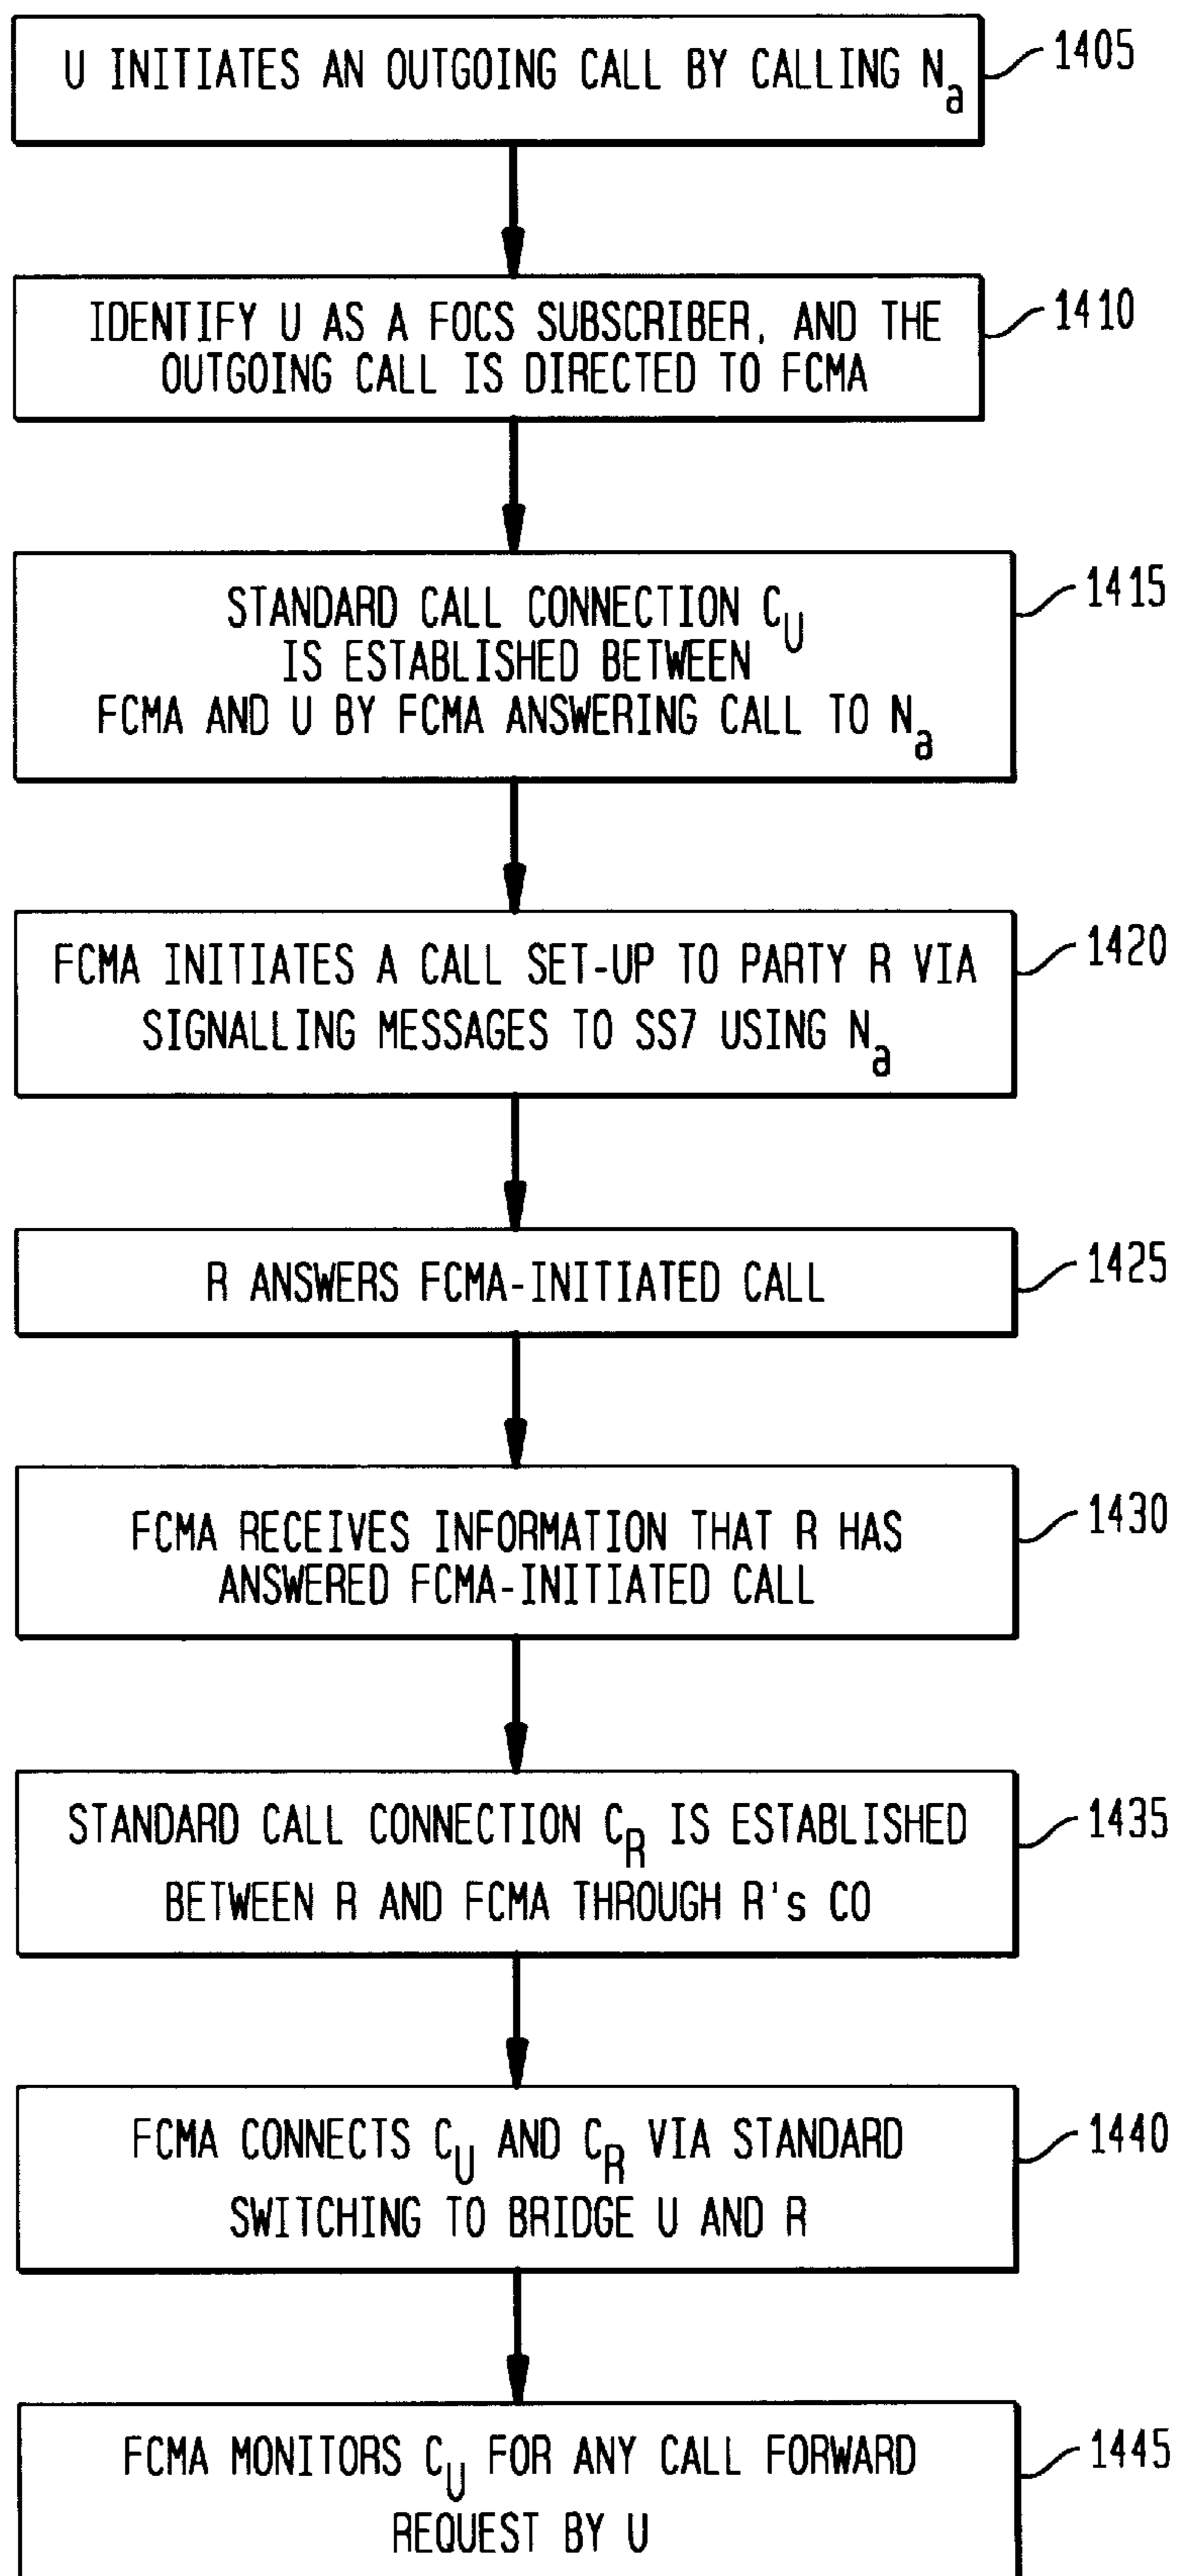 U INITIATES AN OUTGOING CALL BY CALLING Na
1405
IDENTIFY U AS A FOCS SUBSCRIBER, AND THE
OUTGOING CALL IS DIRECTED TO FCMA
1410
STANDARD CALL CONNECTION CU
IS ESTABLISHED BETWEEN
FCMA AND U BY FCMA ANSWERING CALL TO Na
1415
FCMA INITIATES A CALL SET-UP TO PARTY R VIA
SIGNALLING MESSAGES TO SS7 USING Na
1420
R ANSWERS FCMA-INITIATED CALL
1425
FCMA RECEIVES INFORMATION THAT R HAS
ANSWERED FCMA-INITIATED CALL
1430
STANDARD CALL CONNECTION CR IS ESTABLISHED
BETWEEN R AND FCMA THROUGH R's CO
1435
FCMA CONNECTS CU AND CR VIA STANDARD
SWITCHING TO BRIDGE U AND R
1440
FCMA MONITORS CU FOR ANY CALL FORWARD
REQUEST BY U
1445